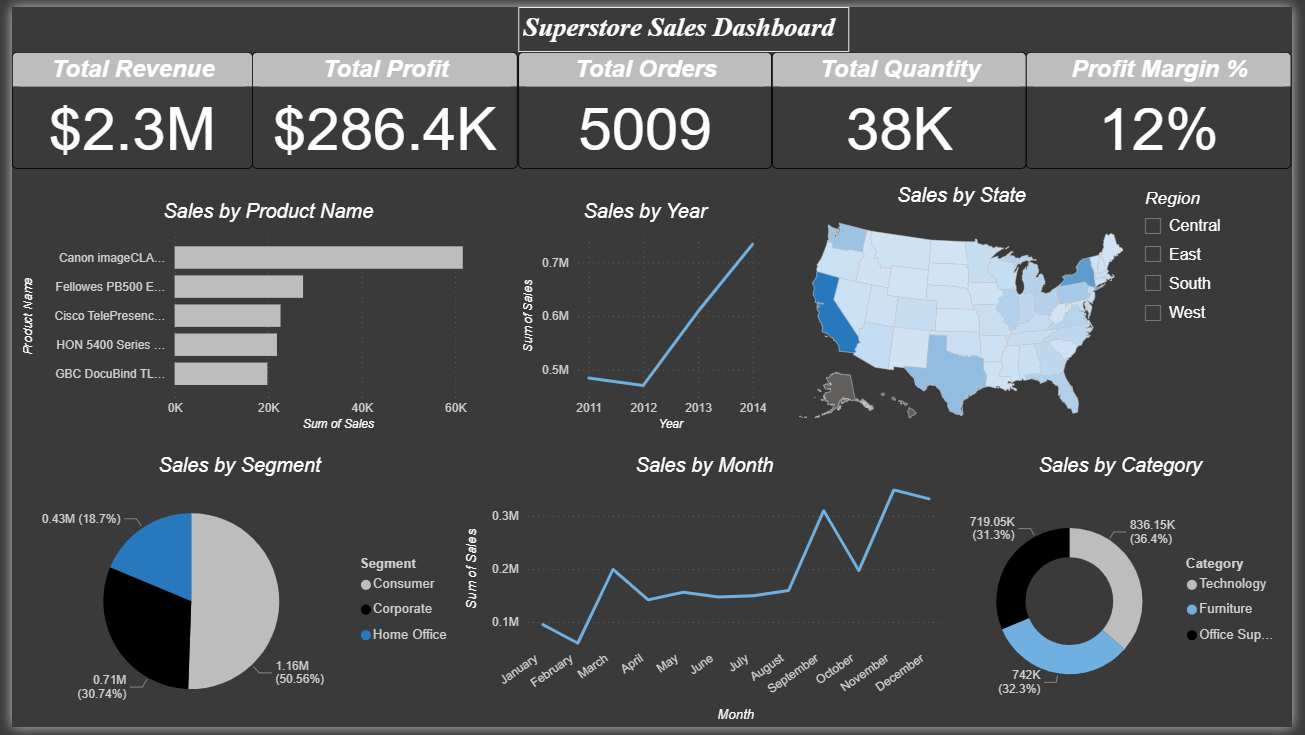 Superstore Sales Dashboard
Total Revenue
$2.3M
Total Profit
$286.4K
Total Orders
5009
Total Quantity
38K
Profit Margin %
12%
Sales by Product Name
Product Name
Canon imageCLA...
Fellowes PB500 E...
Cisco TelePresenc...
HON 5400 Series ...
GBC DocuBind TL...
0K 20K 40K 60K
Sum of Sales
Sales by Year
Sum of Sales
0.7M
0.6M
0.5M
2011 2012 2013 2014
Year
Sales by State
Region
Central
East
South
West
Sales by Segment
0.43M (18.7%)
0.71M
(30.74%)
1.16M
(50.56%)
Segment
Consumer
Corporate
Home Office
Sales by Month
Sum of Sales
0.3M
0.2M
0.1M
January February March April May June July August September October November December
Month
Sales by Category
719.05K
(31.3%)
836.15K
(36.4%)
742K
(32.3%)
Category
Technology
Furniture
Office Sup...